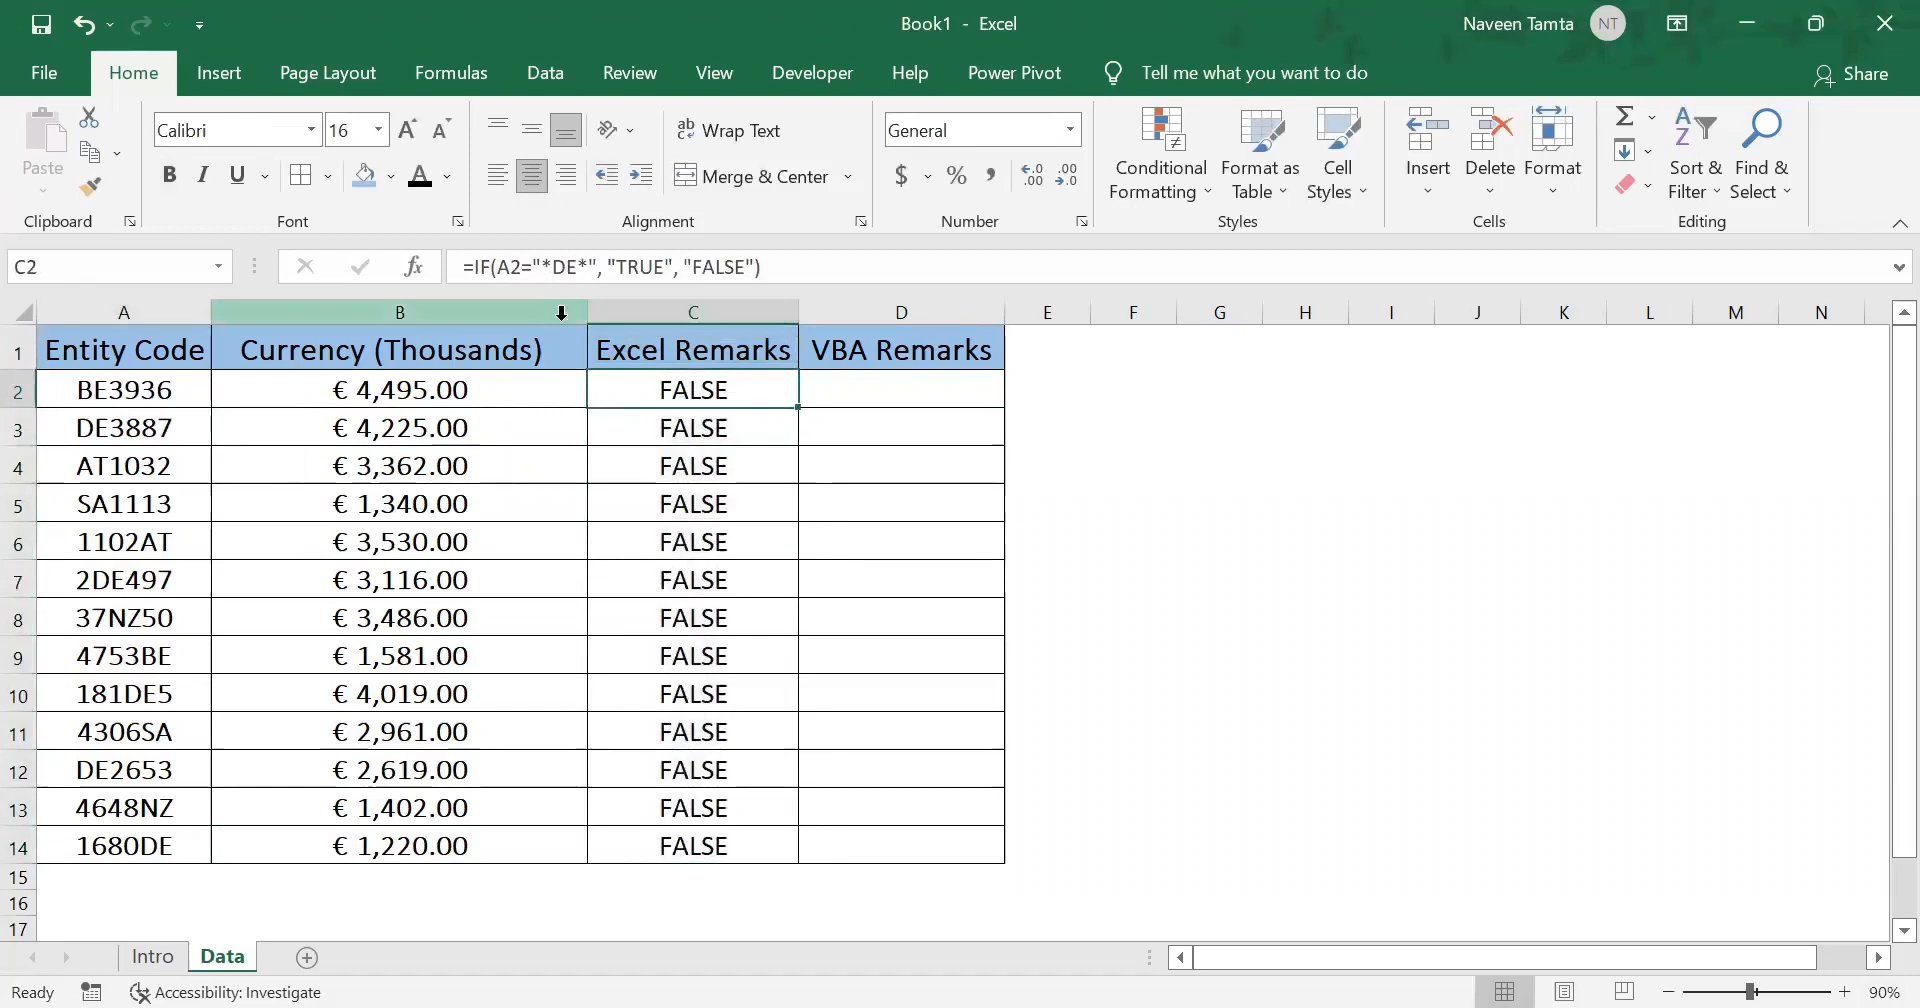 Book1 - Excel
Naveen Tamta NT
File Home Insert Page Layout Formulas Data Review View Developer Help Power Pivot Tell me what you want to do Share
Paste
Clipboard
Calibri 16
B I U
Font
ab Wrap Text
Merge & Center
Alignment
General
$ % ,
Number
Conditional Formatting
Format as Table
Cell Styles
Styles
Insert Delete Format
Cells
Sort & Filter
Find & Select
Editing
C2 fx =IF(A2="*DE*", "TRUE", "FALSE")
A B C D E F G H I J K L M N
1 Entity Code Currency (Thousands) Excel Remarks VBA Remarks
2 BE3936 € 4,495.00 FALSE
3 DE3887 € 4,225.00 FALSE
4 AT1032 € 3,362.00 FALSE
5 SA1113 € 1,340.00 FALSE
6 1102AT € 3,530.00 FALSE
7 2DE497 € 3,116.00 FALSE
8 37NZ50 € 3,486.00 FALSE
9 4753BE € 1,581.00 FALSE
10 181DE5 € 4,019.00 FALSE
11 4306SA € 2,961.00 FALSE
12 DE2653 € 2,619.00 FALSE
13 4648NZ € 1,402.00 FALSE
14 1680DE € 1,220.00 FALSE
15
16
17
Intro Data
Ready Accessibility: Investigate 90%